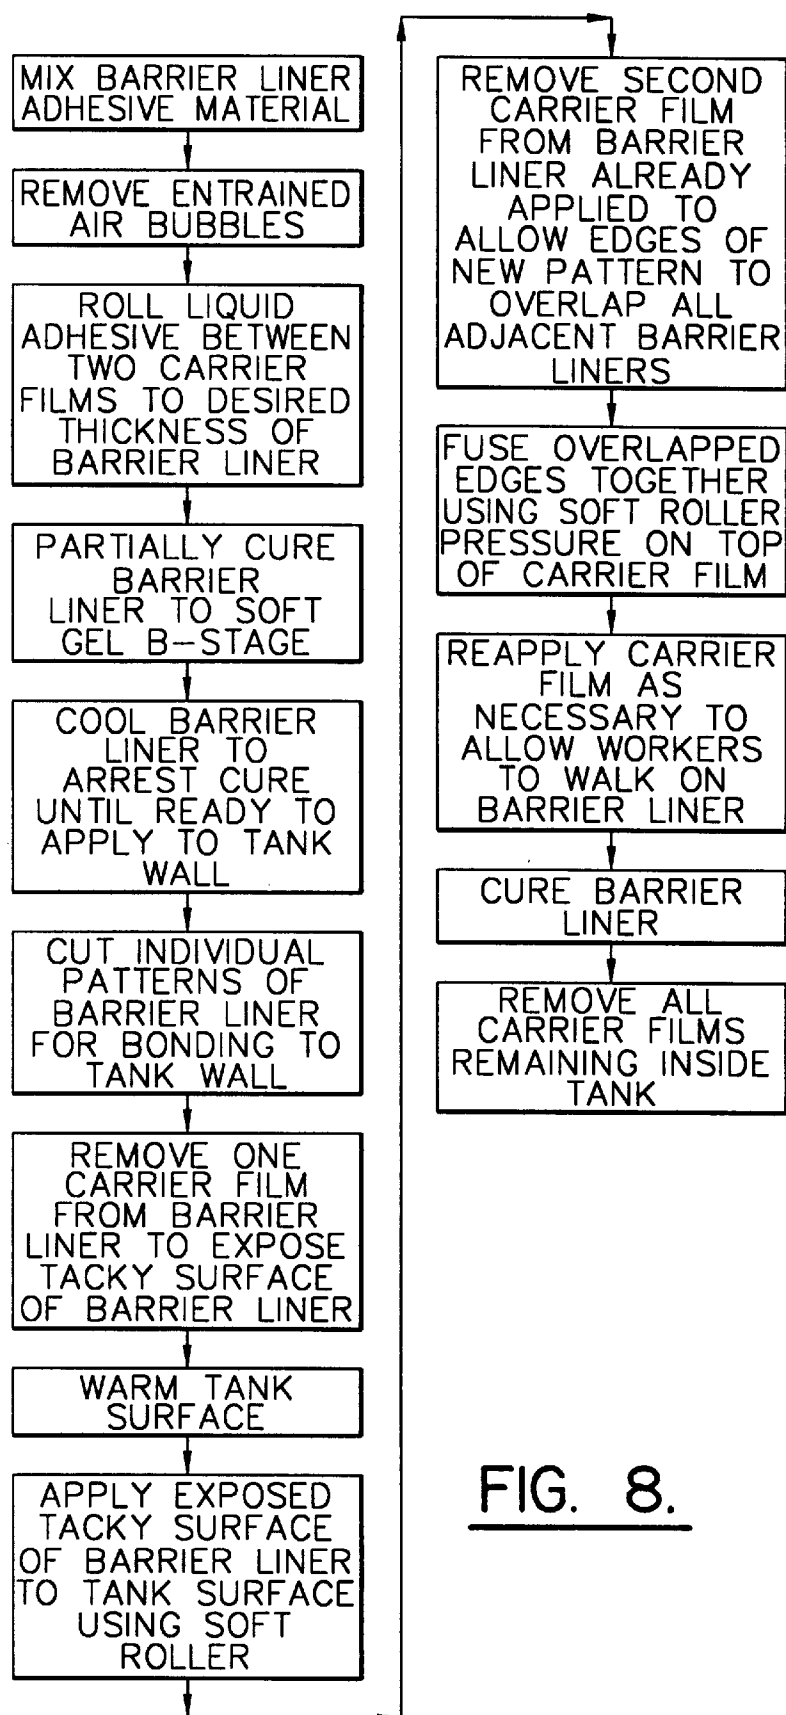 MIX BARRIER LINER
ADHESIVE MATERIAL
REMOVE ENTRAINED
AIR BUBBLES
ROLL LIQUID
ADHESIVE BETWEEN
TWO CARRIER
FILMS TO DESIRED
THICKNESS OF
BARRIER LINER
PARTIALLY CURE
BARRIER
LINER TO SOFT
GEL B-STAGE
COOL BARRIER
LINER TO
ARREST CURE
UNTIL READY TO
APPLY TO TANK
WALL
CUT INDIVIDUAL
PATTERNS OF
BARRIER LINER
FOR BONDING TO
TANK WALL
REMOVE ONE
CARRIER FILM
FROM BARRIER
LINER TO EXPOSE
TACKY SURFACE
OF BARRIER LINER
WARM TANK
SURFACE
APPLY EXPOSED
TACKY SURFACE
OF BARRIER LINER
TO TANK SURFACE
USING SOFT
ROLLER
REMOVE SECOND
CARRIER FILM
FROM BARRIER
LINER ALREADY
APPLIED TO
ALLOW EDGES OF
NEW PATTERN TO
OVERLAP ALL
ADJACENT BARRIER
LINERS
FUSE OVERLAPPED
EDGES TOGETHER
USING SOFT ROLLER
PRESSURE ON TOP
OF CARRIER FILM
REAPPLY CARRIER
FILM AS
NECESSARY TO
ALLOW WORKERS
TO WALK ON
BARRIER LINER
CURE BARRIER
LINER
REMOVE ALL
CARRIER FILMS
REMAINING INSIDE
TANK
FIG. 8.